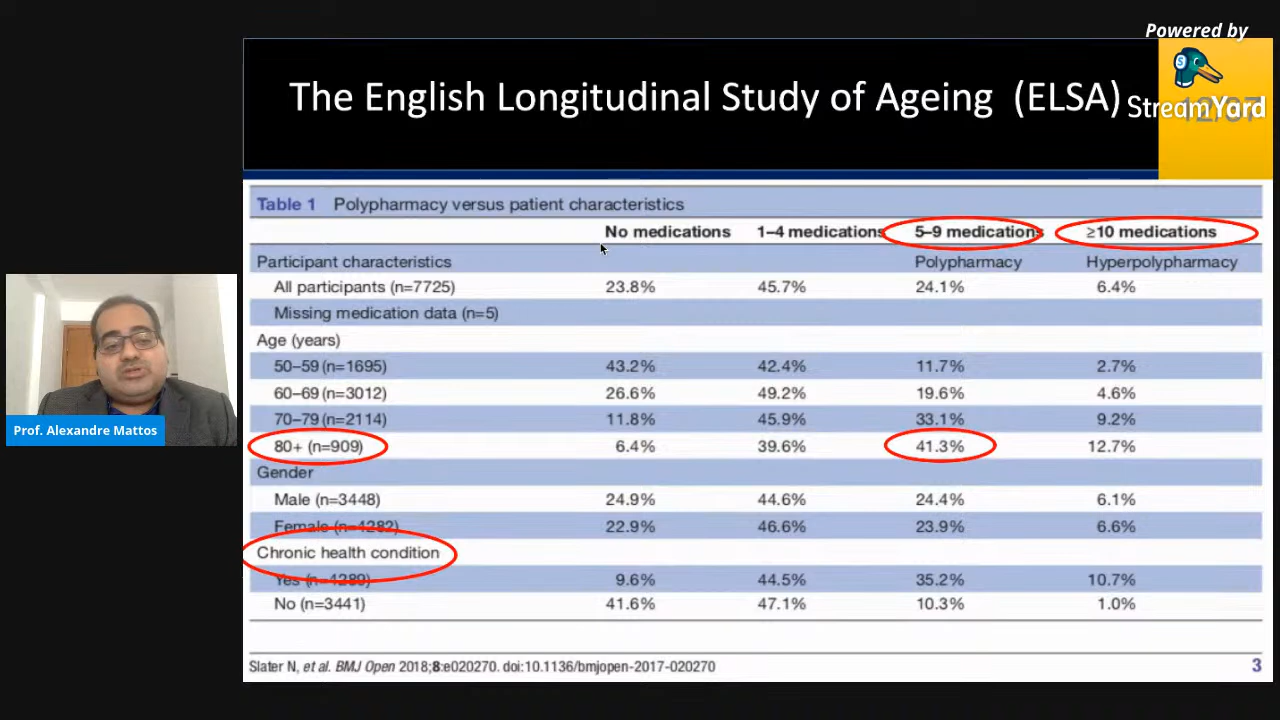 Powered by
StreamYard
The English Longitudinal Study of Ageing (ELSA)
Table 1 Polypharmacy versus patient characteristics
No medications 1–4 medications 5–9 medications ≥10 medications
Participant characteristics Polypharmacy Hyperpolypharmacy
All participants (n=7725) 23.8% 45.7% 24.1% 6.4%
Missing medication data (n=5)
Age (years)
50–59 (n=1695) 43.2% 42.4% 11.7% 2.7%
60–69 (n=3012) 26.6% 49.2% 19.6% 4.6%
70–79 (n=2114) 11.8% 45.9% 33.1% 9.2%
80+ (n=909) 6.4% 39.6% 41.3% 12.7%
Gender
Male (n=3448) 24.9% 44.6% 24.4% 6.1%
Female (n=4282) 22.9% 46.6% 23.9% 6.6%
Chronic health condition
Yes (n=4289) 9.6% 44.5% 35.2% 10.7%
No (n=3441) 41.6% 47.1% 10.3% 1.0%
Slater N, et al. BMJ Open 2018;8:e020270. doi:10.1136/bmjopen-2017-020270
3
Prof. Alexandre Mattos